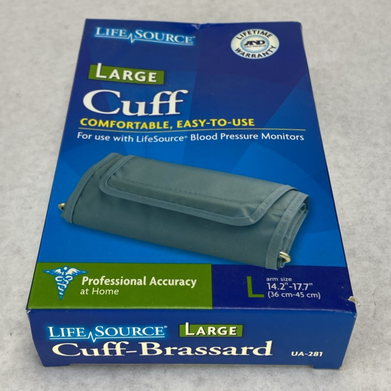 LIFESOURCE®
LIFETIME
AND
WARRANTY
LARGE
Cuff
COMFORTABLE, EASY-TO-USE
For use with LifeSource® Blood Pressure Monitors
Professional Accuracy
at Home
L
arm size
14.2"-17.7"
(36 cm-45 cm)
LIFESOURCE® LARGE
Cuff-Brassard
UA-281